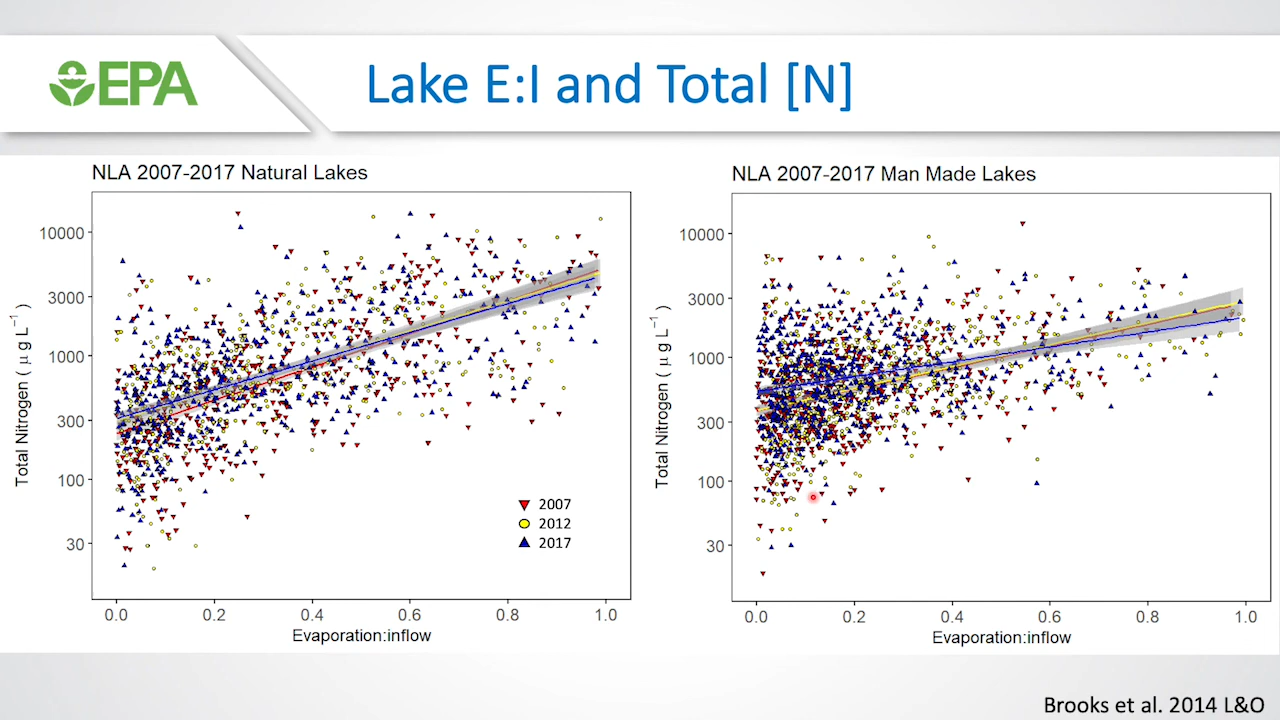 EPA
Lake E:I and Total [N]
NLA 2007-2017 Natural Lakes
10000
3000
1000
300
100
30
Total Nitrogen ( μ g L⁻¹ )
0.0 0.2 0.4 0.6 0.8 1.0
Evaporation:inflow
2007
2012
2017
NLA 2007-2017 Man Made Lakes
10000
3000
1000
300
100
30
Total Nitrogen ( μ g L⁻¹ )
0.0 0.2 0.4 0.6 0.8 1.0
Evaporation:inflow
Brooks et al. 2014 L&O